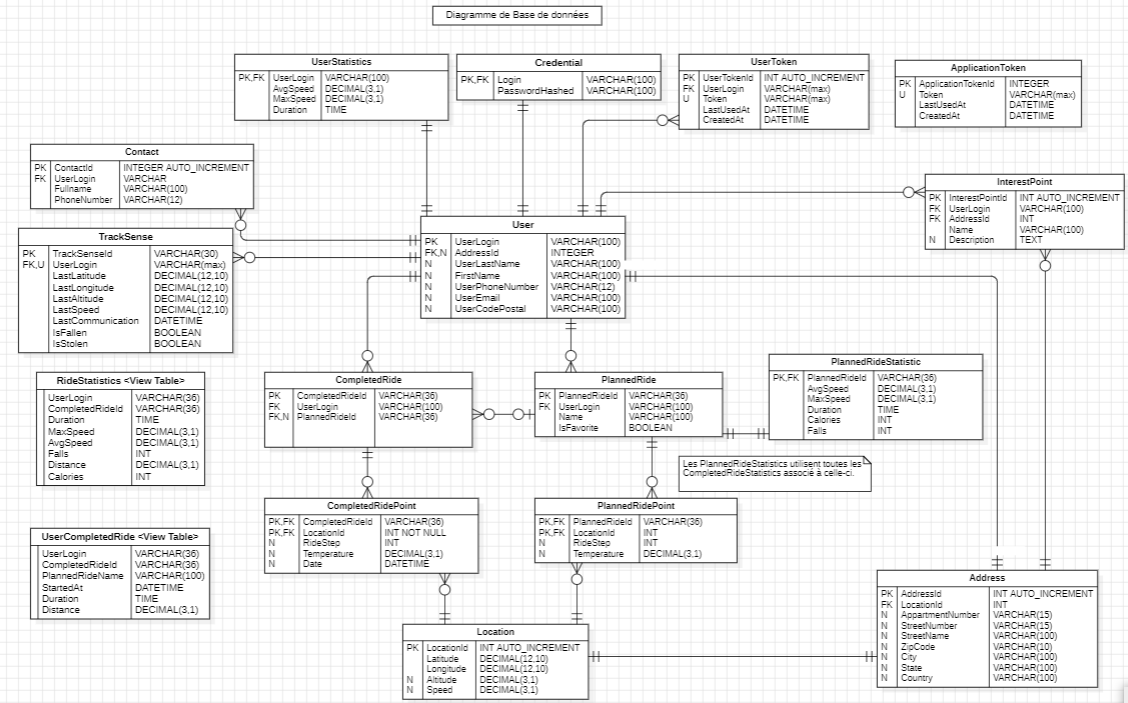 Diagramme de Base de données
UserStatistics
PK,FK UserLogin VARCHAR(100)
AvgSpeed DECIMAL(3,1)
MaxSpeed DECIMAL(3,1)
Duration TIME
Credential
PK,FK Login VARCHAR(100)
PasswordHashed VARCHAR(100)
UserToken
PK UserTokenId INT AUTO_INCREMENT
FK UserLogin VARCHAR(max)
U Token VARCHAR(max)
LastUsedAt DATETIME
CreatedAt DATETIME
ApplicationToken
PK ApplicationTokenId INTEGER
U Token VARCHAR(max)
LastUsedAt DATETIME
CreatedAt DATETIME
Contact
PK ContactId INTEGER AUTO_INCREMENT
FK UserLogin VARCHAR
Fullname VARCHAR(100)
PhoneNumber VARCHAR(12)
InterestPoint
PK InterestPointId INT AUTO_INCREMENT
FK UserLogin VARCHAR(100)
FK AddressId INT
Name VARCHAR(100)
N Description TEXT
TrackSense
PK TrackSenseId VARCHAR(30)
FK,U UserLogin VARCHAR(max)
LastLatitude DECIMAL(12,10)
LastLongitude DECIMAL(12,10)
LastAltitude DECIMAL(12,10)
LastSpeed DECIMAL(12,10)
LastCommunication DATETIME
IsFallen BOOLEAN
IsStolen BOOLEAN
User
PK UserLogin VARCHAR(100)
FK,N AddressId INTEGER
N UserLastName VARCHAR(100)
N FirstName VARCHAR(100)
N UserPhoneNumber VARCHAR(12)
N UserEmail VARCHAR(100)
N UserCodePostal VARCHAR(100)
RideStatistics <View Table>
UserLogin VARCHAR(36)
CompletedRideId VARCHAR(36)
Duration TIME
MaxSpeed DECIMAL(3,1)
AvgSpeed DECIMAL(3,1)
Falls INT
Distance DECIMAL(3,1)
Calories INT
CompletedRide
PK CompletedRideId VARCHAR(36)
FK UserLogin VARCHAR(100)
FK,N PlannedRideId VARCHAR(36)
PlannedRide
PK PlannedRideId VARCHAR(36)
FK UserLogin VARCHAR(100)
Name VARCHAR(100)
IsFavorite BOOLEAN
PlannedRideStatistic
PK,FK PlannedRideId VARCHAR(36)
AvgSpeed DECIMAL(3,1)
MaxSpeed DECIMAL(3,1)
Duration TIME
Calories INT
Falls INT
Les PlannedRideStatistics utilisent toutes les
CompletedRideStatistics associé à celle-ci.
UserCompletedRide <View Table>
UserLogin VARCHAR(36)
CompletedRideId VARCHAR(36)
PlannedRideName VARCHAR(100)
StartedAt DATETIME
Duration TIME
Distance DECIMAL(3,1)
CompletedRidePoint
PK,FK CompletedRideId VARCHAR(36)
PK,FK LocationId INT NOT NULL
N RideStep INT
N Temperature DECIMAL(3,1)
N Date DATETIME
PlannedRidePoint
PK,FK PlannedRideId VARCHAR(36)
PK,FK LocationId INT
N RideStep INT
N Temperature DECIMAL(3,1)
Location
PK LocationId INT AUTO_INCREMENT
Latitude DECIMAL(12,10)
Longitude DECIMAL(12,10)
N Altitude DECIMAL(3,1)
N Speed DECIMAL(3,1)
Address
PK AddressId INT AUTO_INCREMENT
FK LocationId INT
N AppartmentNumber VARCHAR(15)
N StreetNumber VARCHAR(15)
N StreetName VARCHAR(100)
N ZipCode VARCHAR(10)
N City VARCHAR(100)
N State VARCHAR(100)
N Country VARCHAR(100)